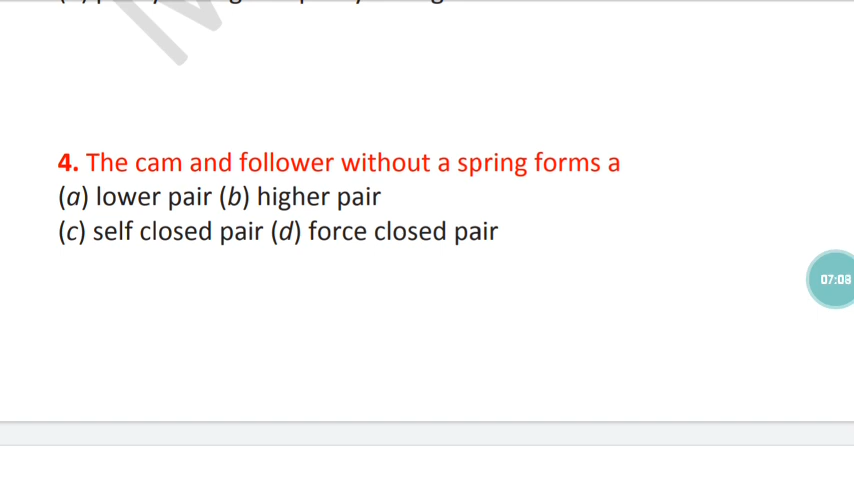 4. The cam and follower without a spring forms a
(a) lower pair (b) higher pair
(c) self closed pair (d) force closed pair
07:08